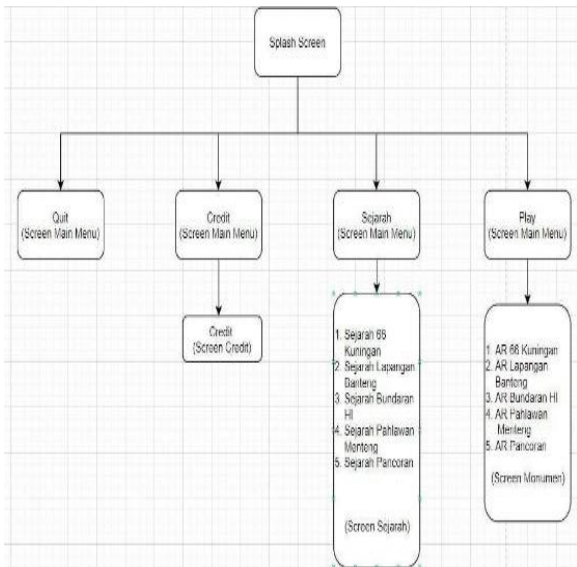 Splash Screen
Quit
(Screen Main Menu)
Credit
(Screen Main Menu)
Sejarah
(Screen Main Menu)
Play
(Screen Main Menu)
Credit
(Screen Credit)
1. Sejarah 66
Kuningan
2. Sejarah Lapangan
Banteng
3. Sejarah Bundaran
HI
4. Sejarah Pahlawan
Menteng
5. Sejarah Pancoran
(Screen Sejarah)
1. AR 66 Kuningan
2. AR Lapangan
Banteng
3. AR Bundaran HI
4. AR Pahlawan
Menteng
5. AR Pancoran
(Screen Monumen)